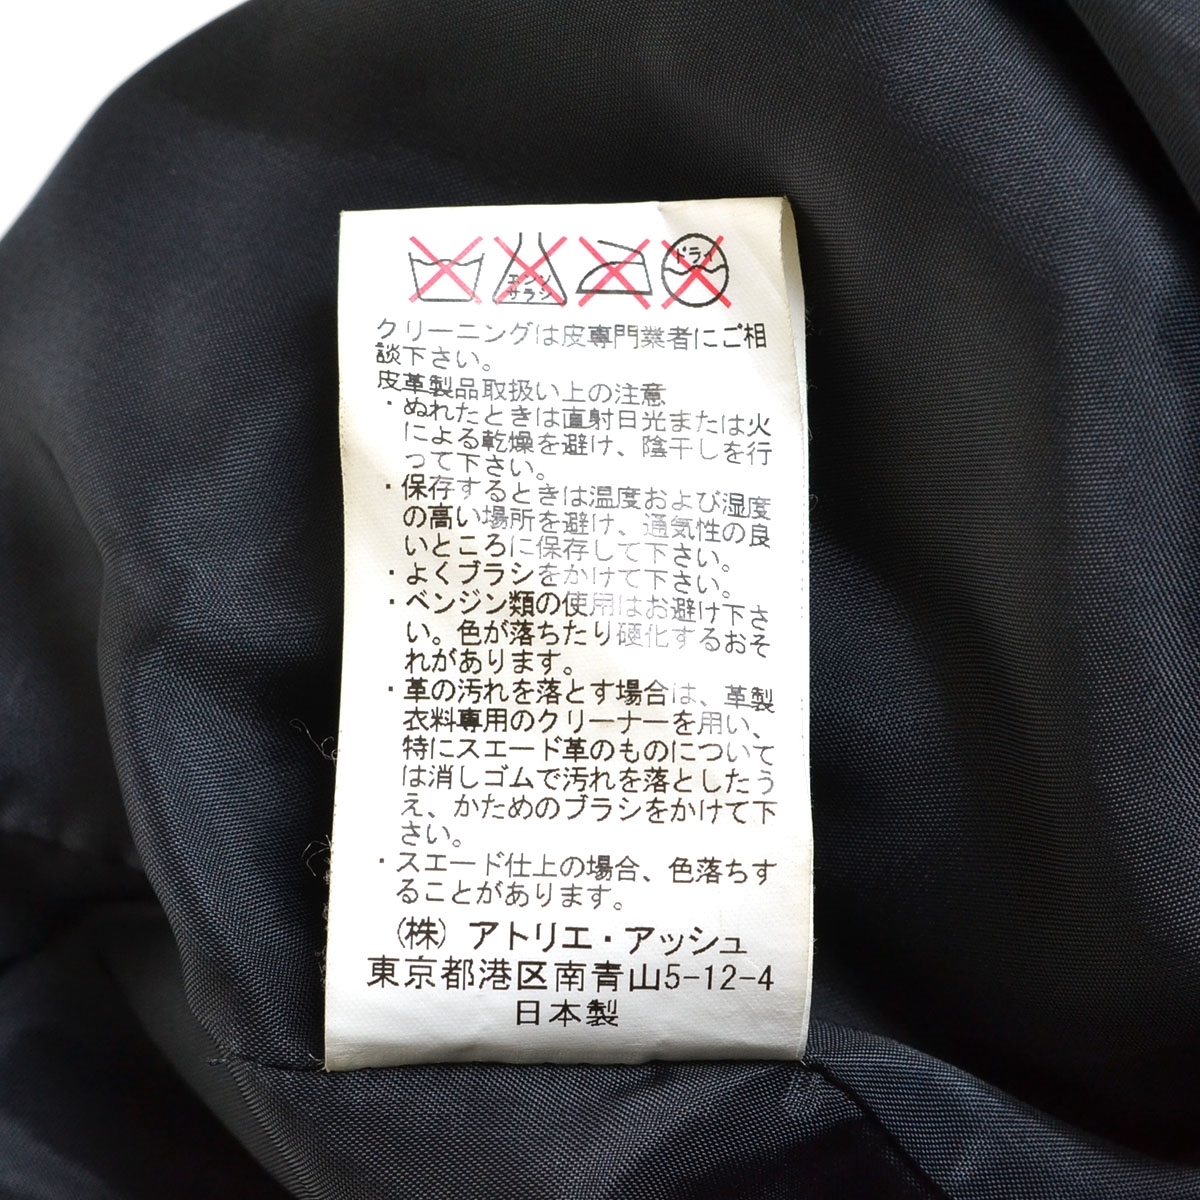 エンソ
サラシ
ドライ
クリーニングは皮専門業者にご相
談下さい。
皮革製品取扱い上の注意
・ぬれたときは直射日光または火
による乾燥を避け、陰干しを行
って下さい。
・保存するときは温度および湿度
の高い場所を避け、通気性の良
いところに保存して下さい。
・よくブラシをかけて下さい。
・ベンジン類の使用はお避け下さ
い。色が落ちたり硬化するおそ
れがあります。
・革の汚れを落とす場合は、革製
衣料専用のクリーナーを用い、
特にスエード革のものについて
は消しゴムで汚れを落としたう
え、かためのブラシをかけて下
さい。
・スエード仕上の場合、色落ちす
ることがあります。
(株)アトリエ・アッシュ
東京都港区南青山5-12-4
日本製